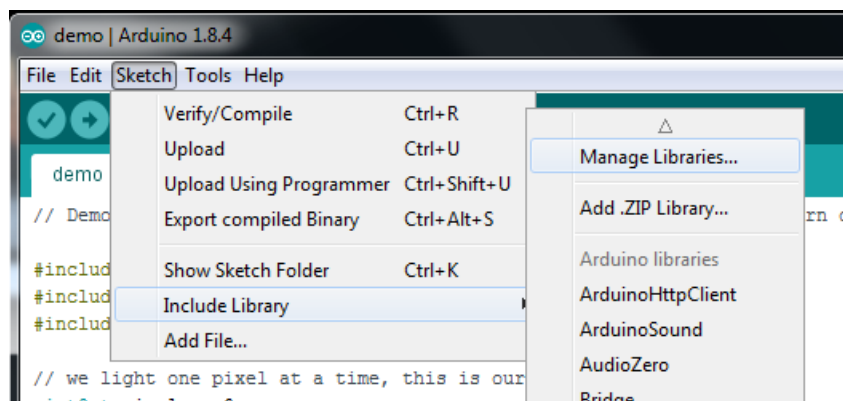 demo | Arduino 1.8.4
File Edit Sketch Tools Help
Verify/Compile Ctrl+R
Upload Ctrl+U
Upload Using Programmer Ctrl+Shift+U
Export compiled Binary Ctrl+Alt+S
Show Sketch Folder Ctrl+K
Include Library
Add File...
Manage Libraries...
Add .ZIP Library...
Arduino libraries
ArduinoHttpClient
ArduinoSound
AudioZero
Bridge
demo
// Demo
rn
#includ
#includ
#includ
// we light one pixel at a time, this is our